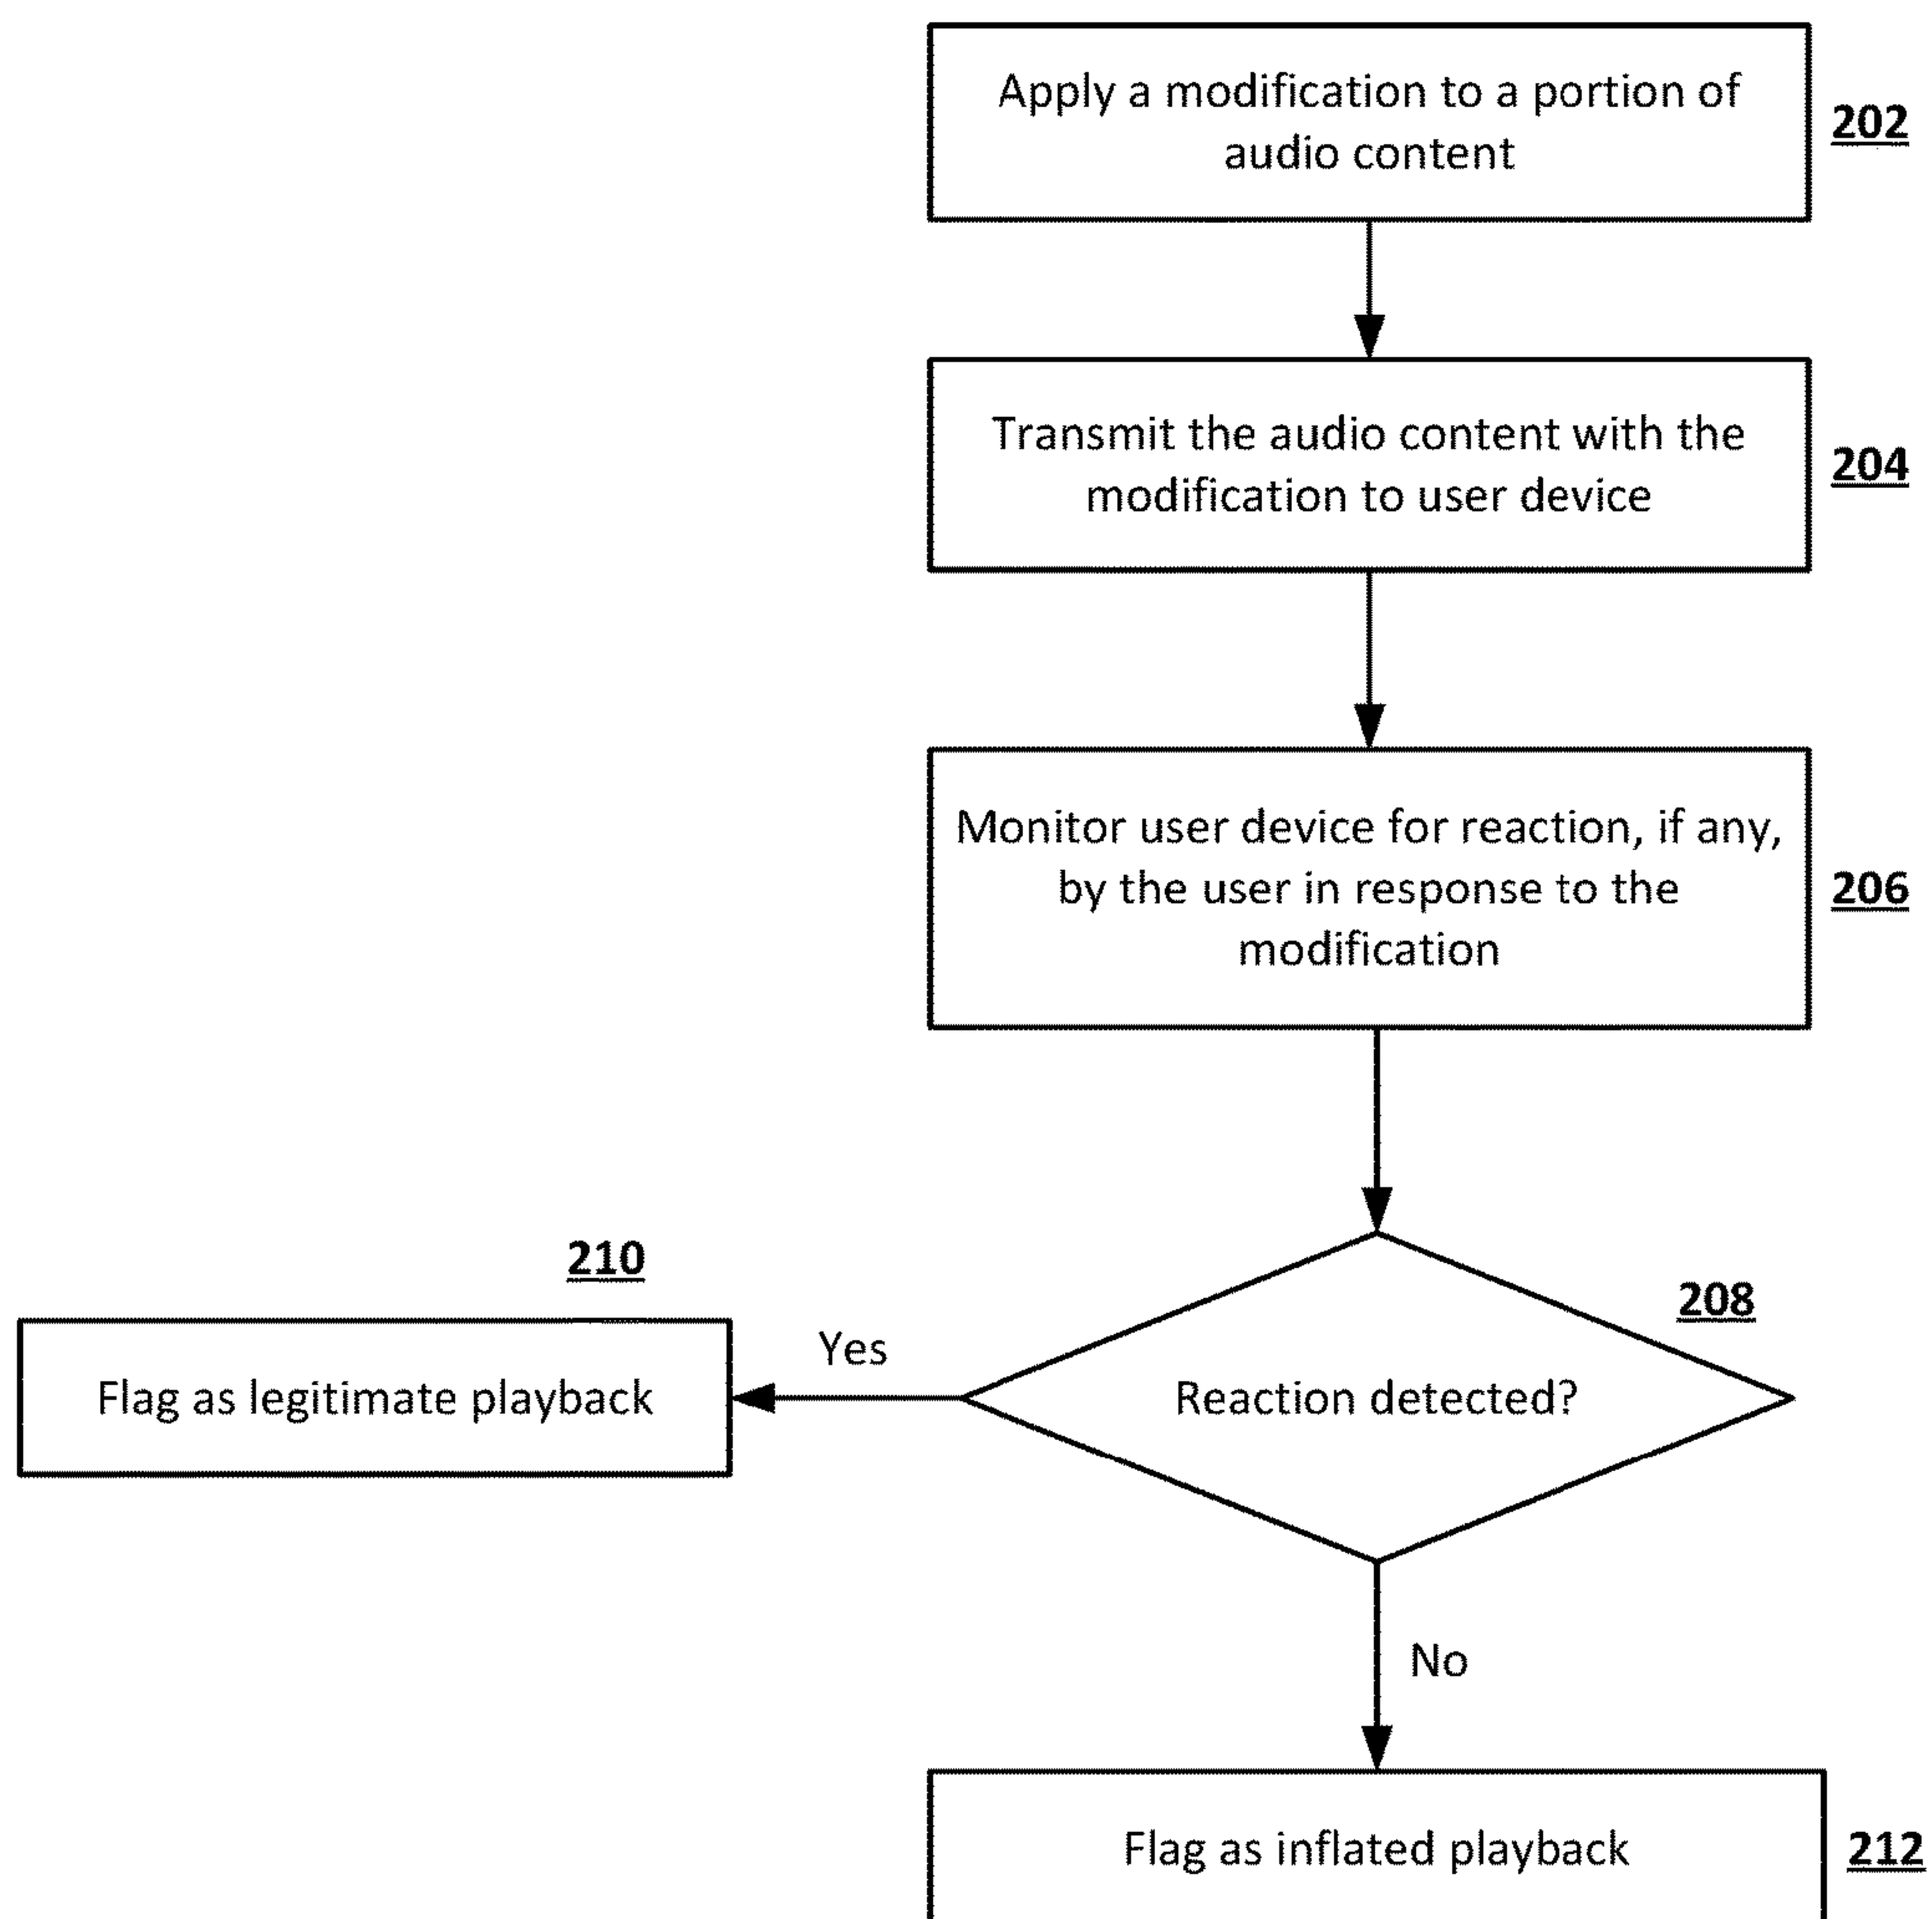 Apply a modification to a portion of
audio content
202
Transmit the audio content with the
modification to user device
204
Monitor user device for reaction, if any,
by the user in response to the
modification
206
210
208
Yes
Flag as legitimate playback
Reaction detected?
No
Flag as inflated playback
212